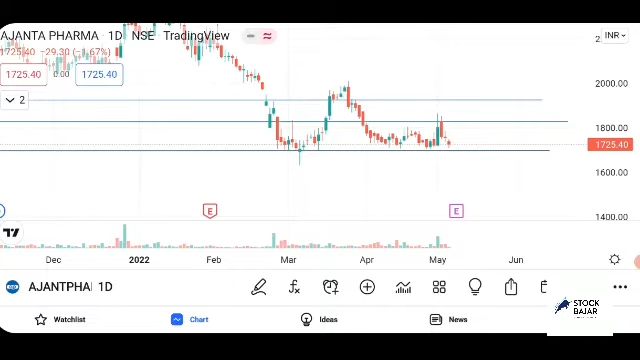 AJANTA PHARMA · 1D · NSE · TradingView
INR
1725.40 −29.30 (−1.67%)
1725.40 0.00 1725.40
2
2000.00
1800.00
1725.40
1600.00
1400.00
E E
Dec 2022 Feb Mar Apr May Jun
AJANTPHA 1D
Watchlist Chart Ideas News
STOCK
BAJAR